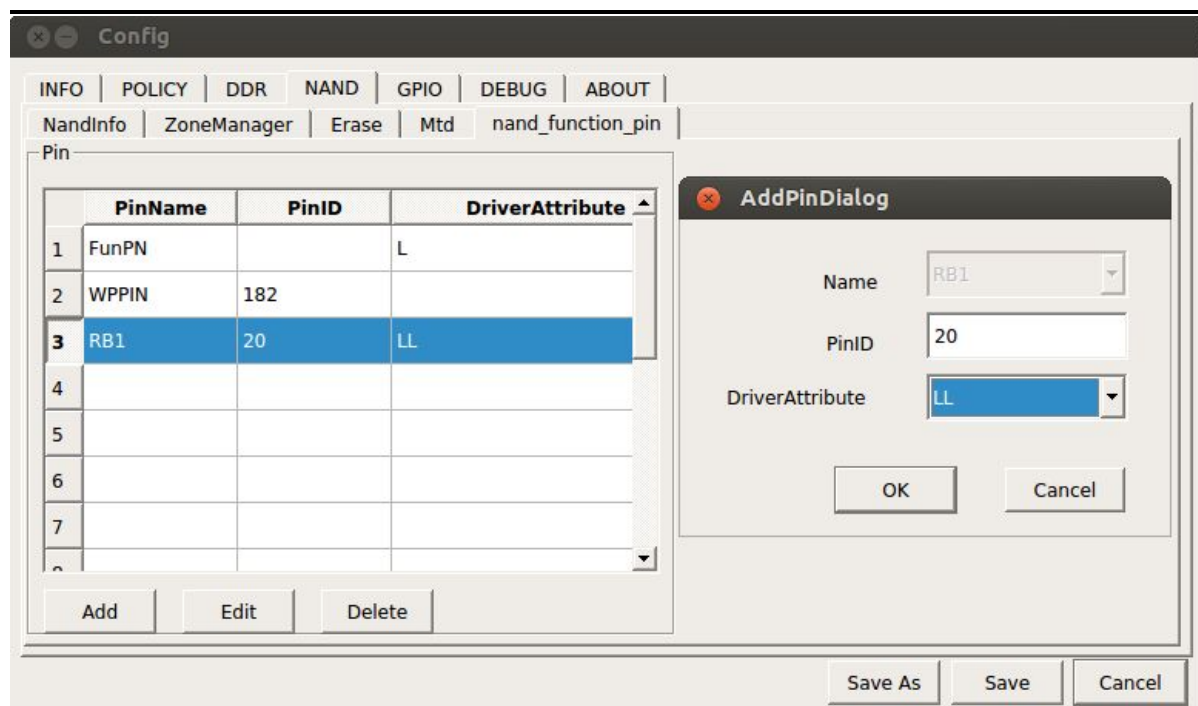 Config
INFO POLICY DDR NAND GPIO DEBUG ABOUT
NandInfo ZoneManager Erase Mtd nand_function_pin
Pin
PinName PinID DriverAttribute
1 FunPN L
2 WPPIN 182
3 RB1 20 LL
4
5
6
7
Add Edit Delete
AddPinDialog
Name RB1
PinID 20
DriverAttribute LL
OK Cancel
Save As Save Cancel